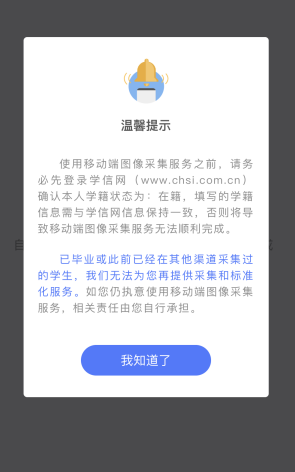 温馨提示
使用移动端图像采集服务之前，请务
必先登录学信网（www.chsi.com.cn）
确认本人学籍状态为：在籍，填写的学籍
信息需与学信网信息保持一致，否则将导
致移动端图像采集服务无法顺利完成。
已毕业或此前已经在其他渠道采集过
的学生，我们无法为您再提供采集和标准
化服务。如您仍执意使用移动端图像采集
服务，相关责任由您自行承担。
我知道了